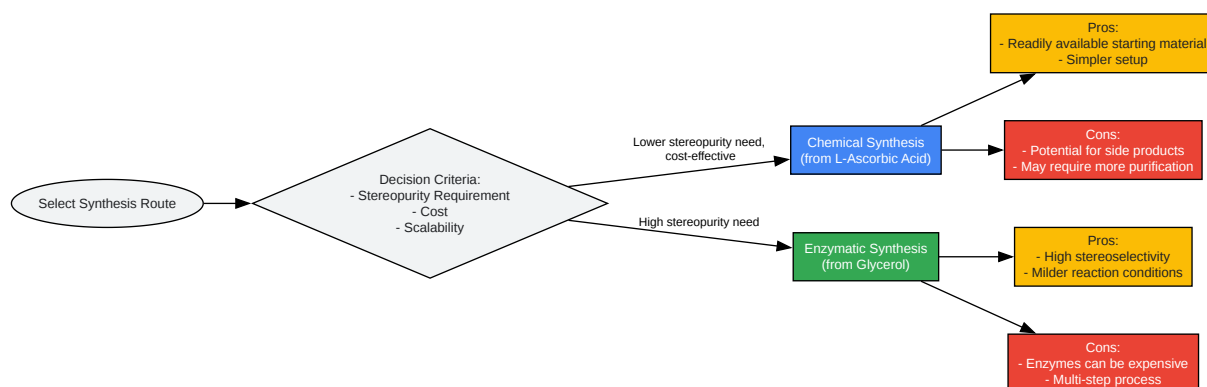 Select Synthesis Route
Decision Criteria:
- Stereopurity Requirement
- Cost
- Scalability
Lower stereopurity need,
cost-effective
High stereopurity need
Chemical Synthesis
(from L-Ascorbic Acid)
Enzymatic Synthesis
(from Glycerol)
Pros:
- Readily available starting material
- Simpler setup
Cons:
- Potential for side products
- May require more purification
Pros:
- High stereoselectivity
- Milder reaction conditions
Cons:
- Enzymes can be expensive
- Multi-step process